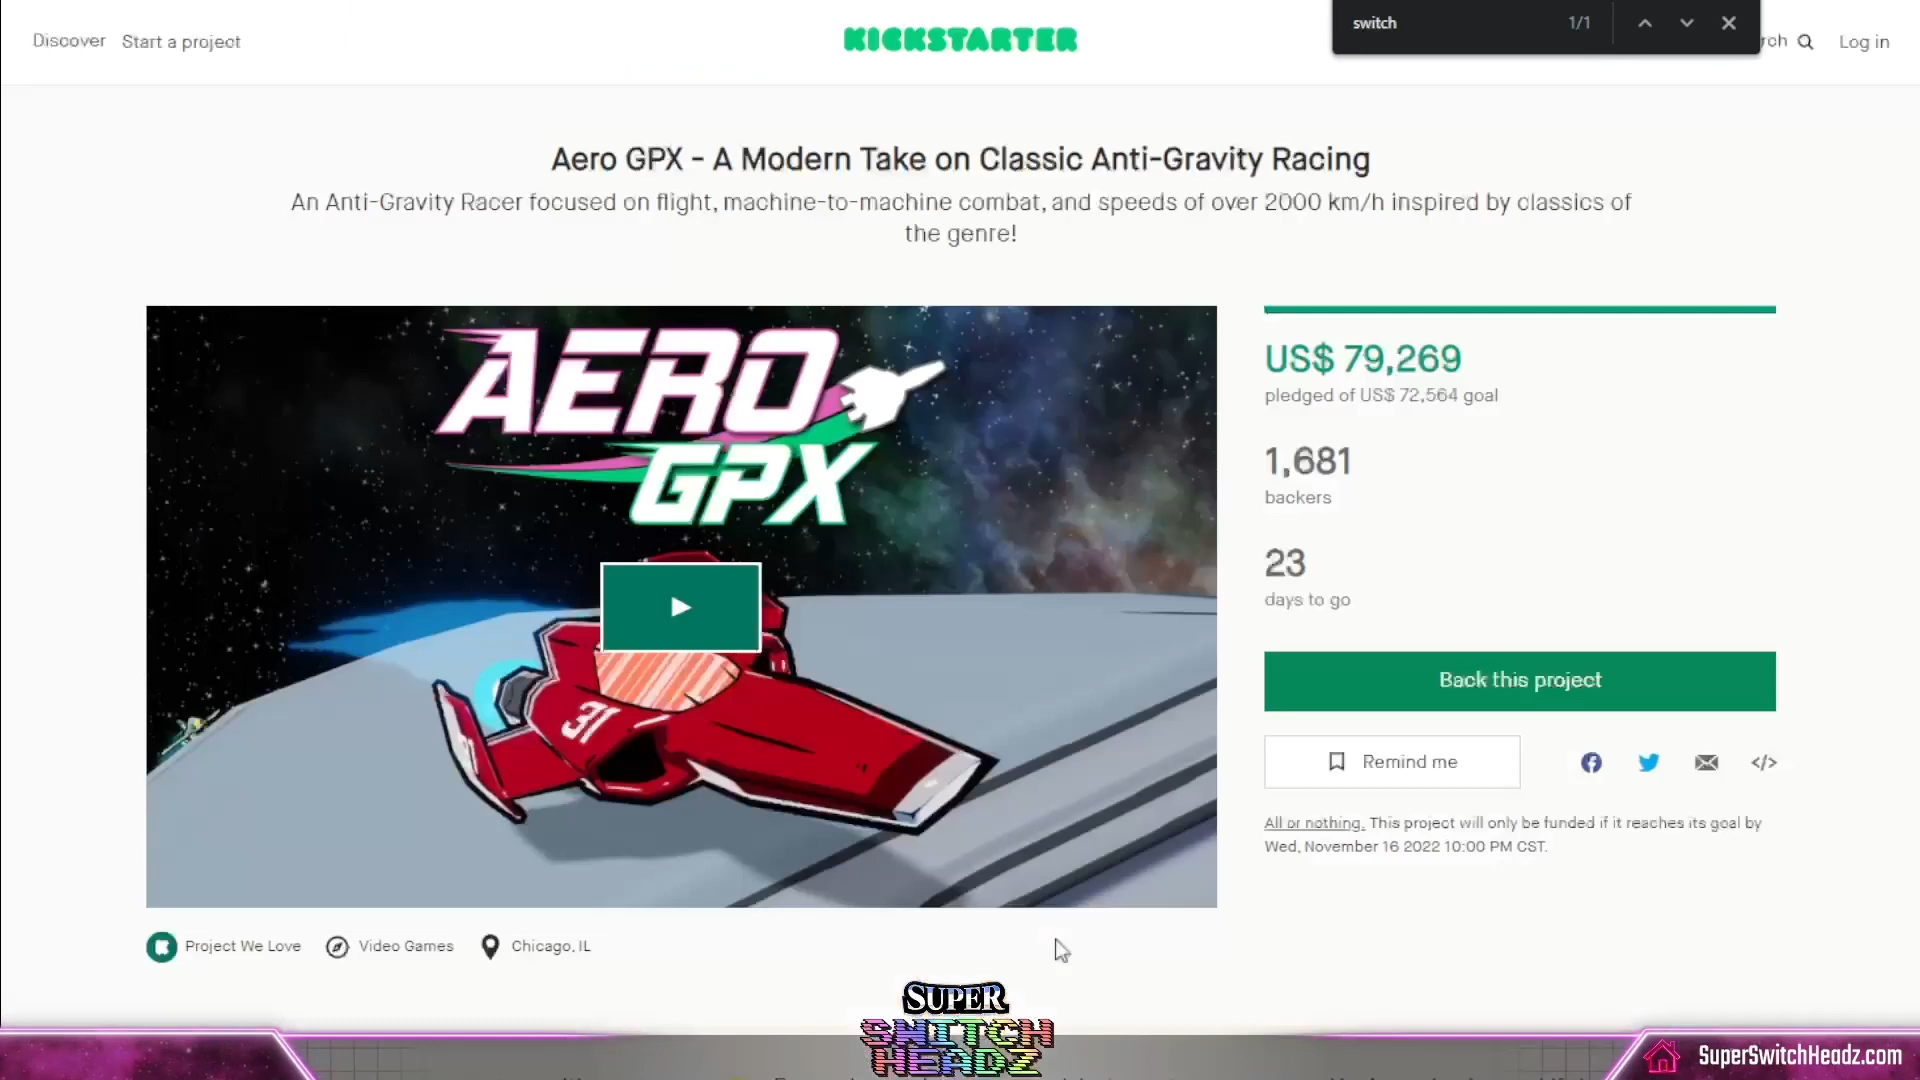 Discover Start a project
KICKSTARTER
switch 1/1
rch Log in
Aero GPX - A Modern Take on Classic Anti-Gravity Racing
An Anti-Gravity Racer focused on flight, machine-to-machine combat, and speeds of over 2000 km/h inspired by classics of
the genre!
AERO
GPX
31
US$ 79,269
pledged of US$ 72,564 goal
1,681
backers
23
days to go
Back this project
Remind me
</>
All or nothing. This project will only be funded if it reaches its goal by
Wed, November 16 2022 10:00 PM CST.
Project We Love Video Games Chicago, IL
SUPER
SWITCH
HEADZ
SuperSwitchHeadz.com